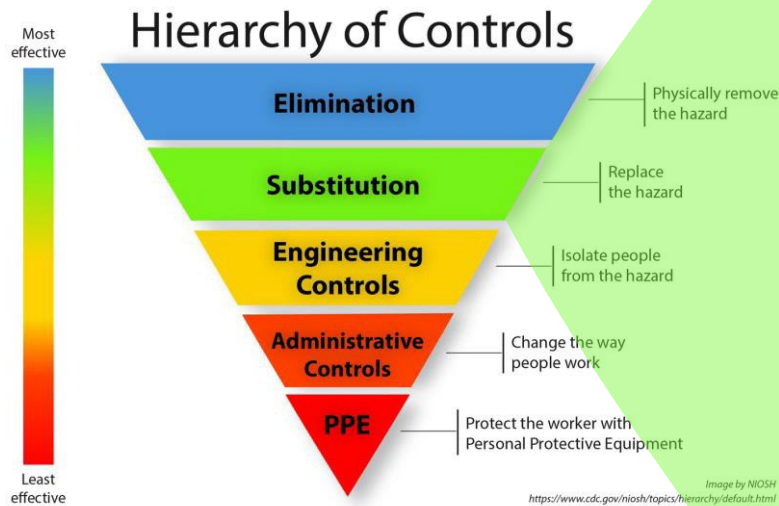 Hierarchy of Controls
Most
effective
Elimination
Physically remove
the hazard
Substitution
Replace
the hazard
Engineering
Controls
Isolate people
from the hazard
Administrative
Controls
Change the way
people work
PPE
Protect the worker with
Personal Protective Equipment
Least
effective
Image by NIOSH
https://www.cdc.gov/niosh/topics/hierarchy/default.html